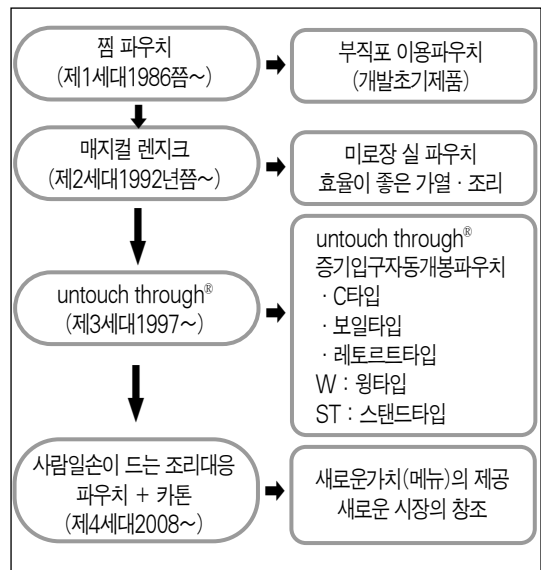 찜 파우치
(제1세대1986쯤～)
부직포 이용파우치
(개발초기제품)
매지컬 렌지크
(제2세대1992년쯤～)
미로장 실 파우치
효율이 좋은 가열 · 조리
untouch through®
(제3세대1997～)
untouch through®
증기입구자동개봉파우치
· C타입
· 보일타입
· 레토르트타입
W : 윙타입
ST : 스탠드타입
사람일손이 드는 조리대응
파우치 + 카톤
(제4세대2008～)
새로운가치(메뉴)의 제공
새로운 시장의 창조